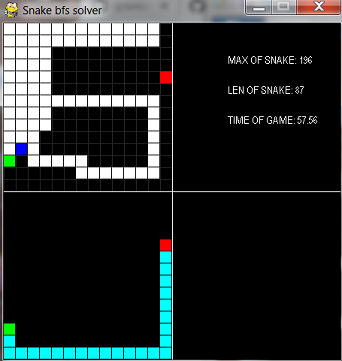 Snake bfs solver
MAX OF SNAKE: 196
LEN OF SNAKE: 87
TIME OF GAME: 57.56